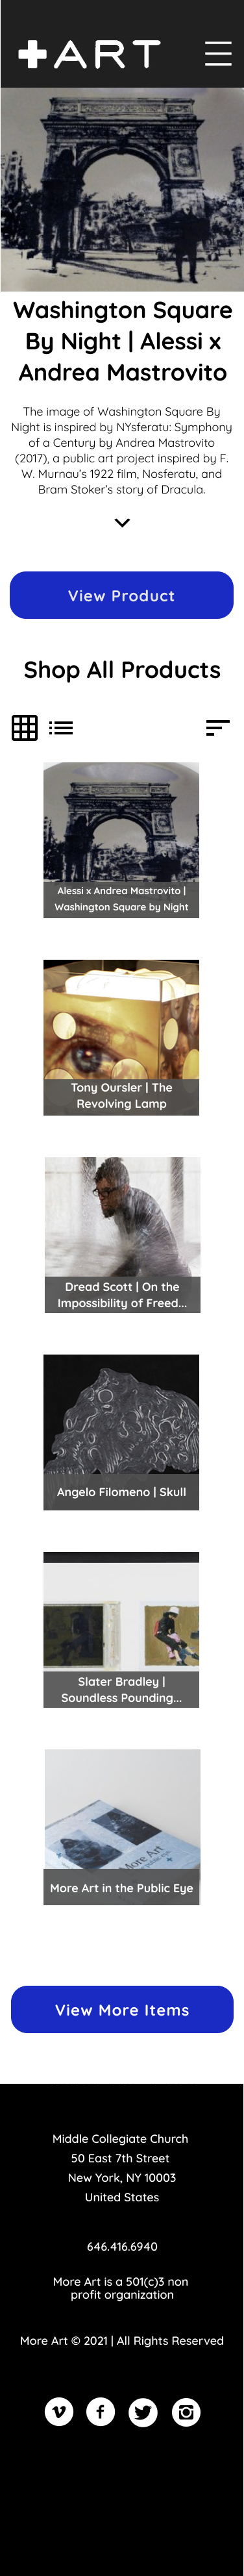 +ART
Washington Square
By Night | Alessi x
Andrea Mastrovito
The image of Washington Square By
Night is inspired by NYsferatu: Symphony
of a Century by Andrea Mastrovito
(2017), a public art project inspired by F.
W. Murnau's 1922 film, Nosferatu, and
Bram Stoker's story of Dracula.
View Product
Shop All Products
Alessi x Andrea Mastrovito |
Washington Square by Night
Tony Oursler | The
Revolving Lamp
Dread Scott | On the
Impossibility of Freed...
Angelo Filomeno | Skull
Slater Bradley |
Soundless Pounding...
More Art
More Art in the Public Eye
View More Items
Middle Collegiate Church
50 East 7th Street
New York, NY 10003
United States
646.416.6940
More Art is a 501(c)3 non
profit organization
More Art © 2021 | All Rights Reserved